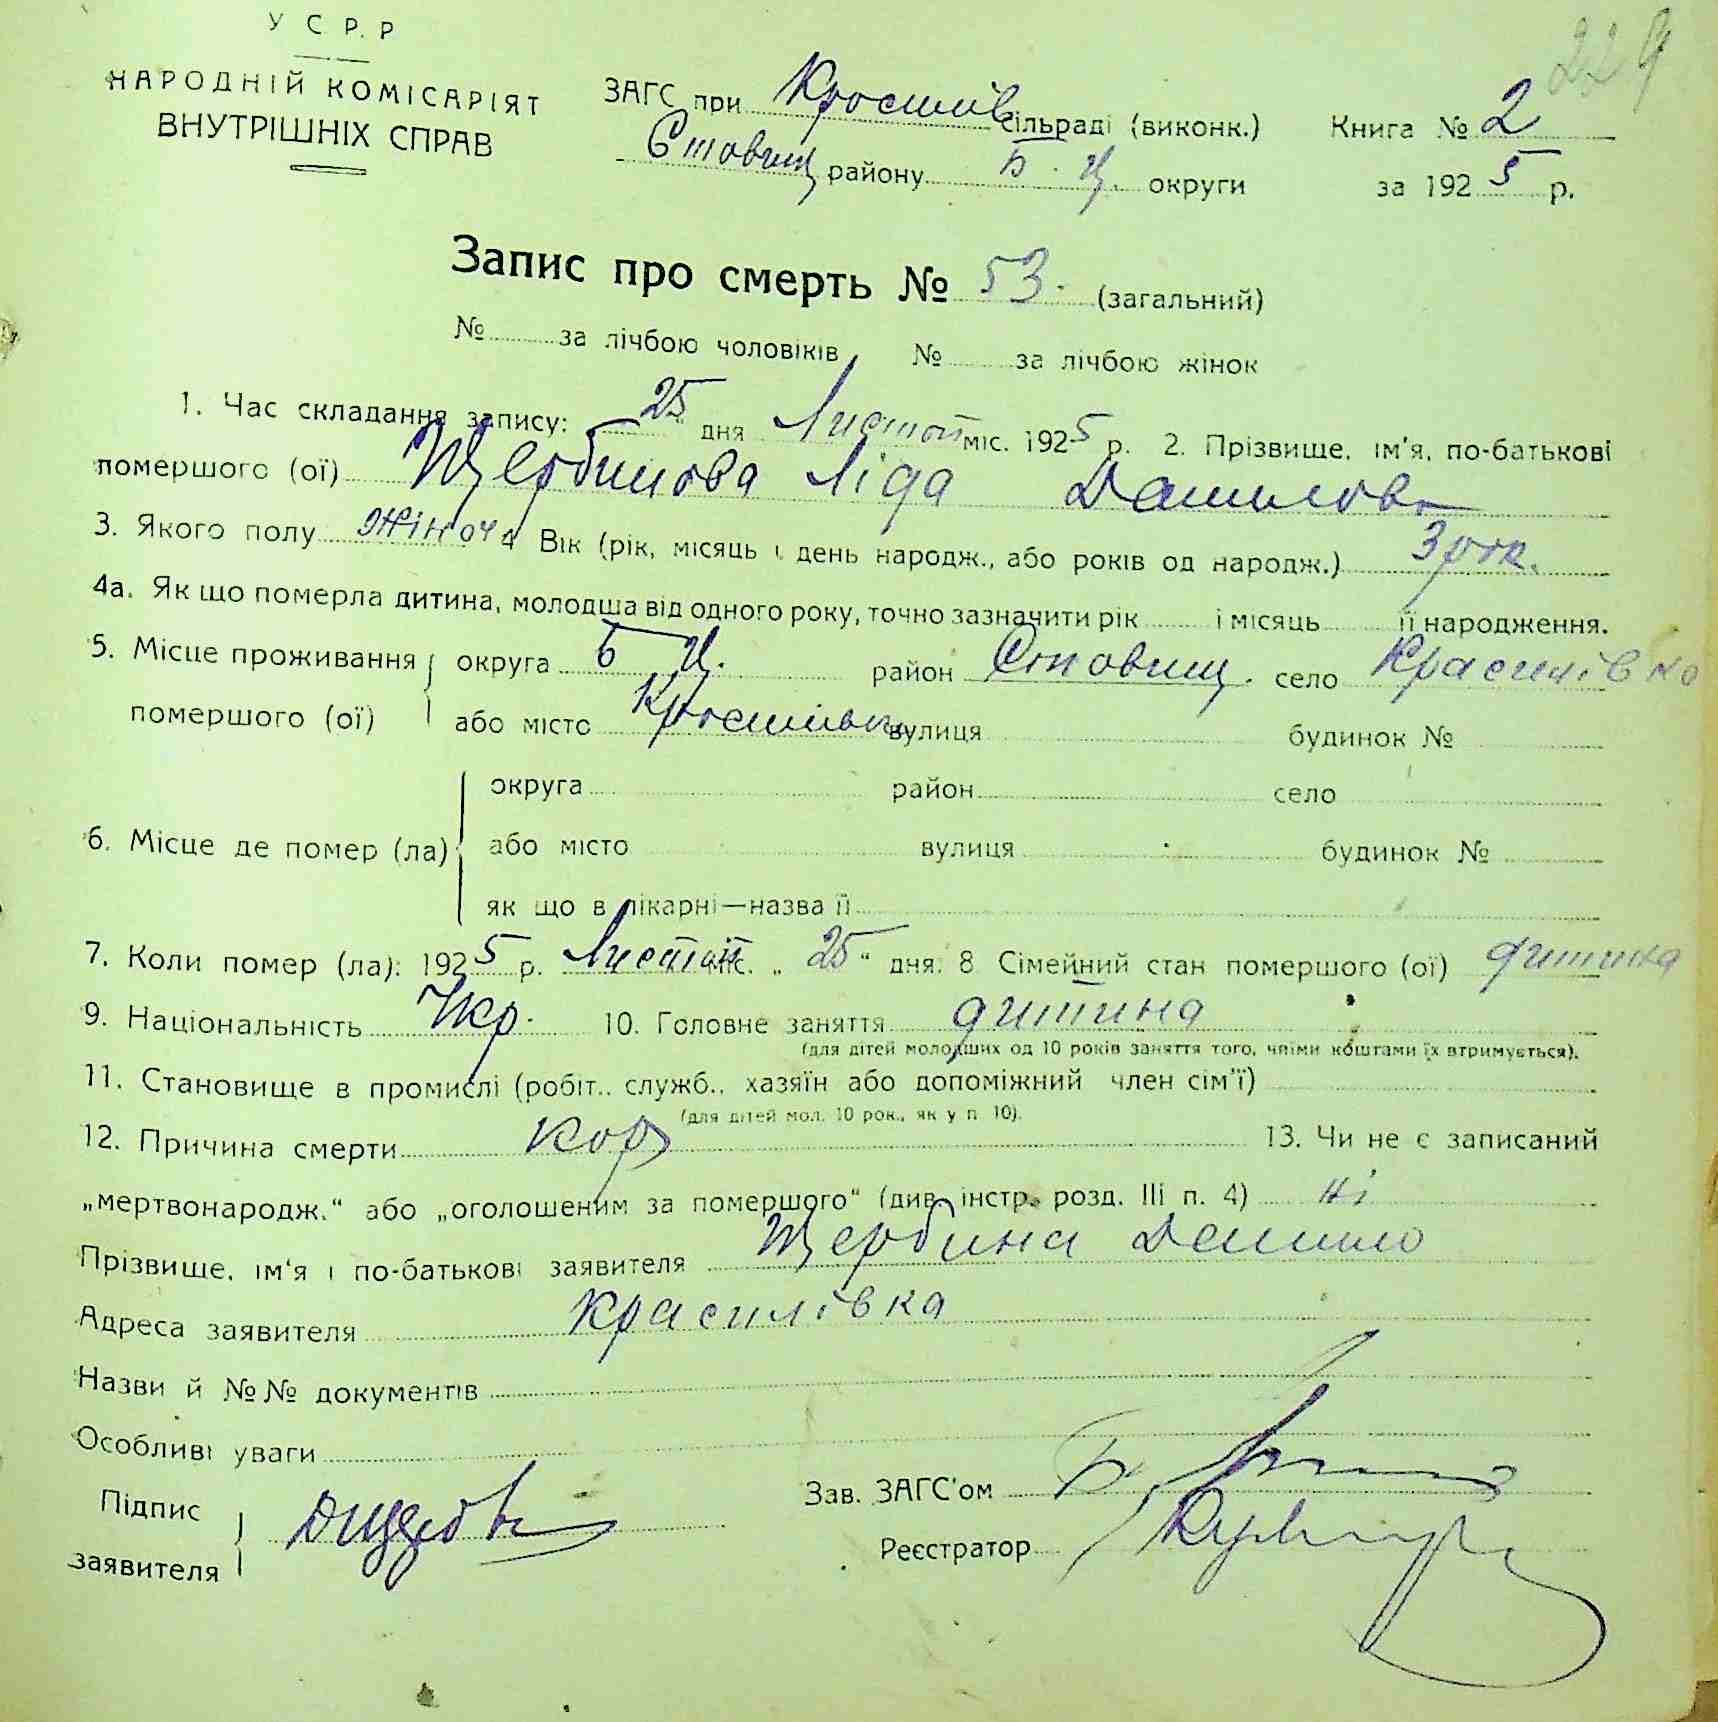 У С Р. Р
НАРОДНІЙ КОМІСАРІЯТ
ВНУТРІШНІХ СПРАВ
229
ЗАГС при Красилів сільраді (виконк.) Книга № 2
Ставищ району Б. Ц. округи за 1925 р.
Запис про смерть № 53. (загальний)
№ за лічбою чоловіків № за лічбою жінок
1. Час складання запису: 25 " дня Листоп міс. 1925 р. 2. Прізвище, ім'я, по-батькові
помершого (ої) Щербинова Ліда Данилов
3. Якого полу жіноч 4 Вік (рік, місяць і день народж., або років од народж.) 3 рок.
4а. Як що померла дитина, молодша від одного року, точно зазначити рік і місяць її народження.
5. Місце проживання округа Б Ц. район Ставищ. село Красилівка
помершого (ої) або місто Красилівка вулиця будинок №
округа район село
6. Місце де помер (ла) або місто вулиця будинок №
як що в лікарні—назва її
7. Коли помер (ла): 1925 р. Листоп міс. „ 25 “ дня. 8 Сімейний стан помершого (ої) дитина
9. Національність Укр. 10. Головне заняття дитина
(для дітей молодших од 10 років заняття того, чиїми коштами їх втримується).
11. Становище в промислі (робіт.. служб.. хазяїн або допоміжний член сім'ї)
(для дітей мол. 10 рок., як у п. 10).
12. Причина смерти кор 13. Чи не є записаний
„мертвонародж.“ або „оголошеним за помершого“ (див. інстр. розд. III п. 4) ні
Прізвище, ім'я і по-батькові заявителя Щербина Данило
Адреса заявителя Красилівка
Назви й №№ документів
Особливі уваги
Підпис
заявителя
Зав. ЗАГС'ом
Реєстратор